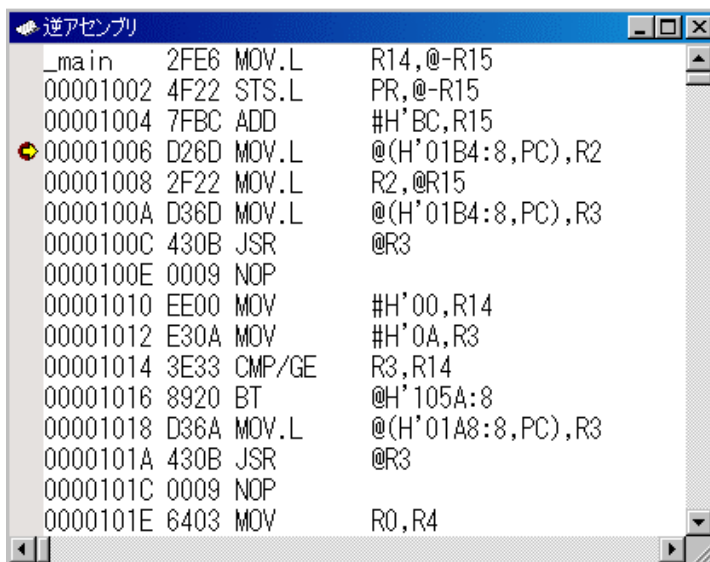 逆アセンブリ
_main 2FE6 MOV.L R14,@-R15
00001002 4F22 STS.L PR,@-R15
00001004 7FBC ADD #H'BC,R15
00001006 D26D MOV.L @(H'01B4:8,PC),R2
00001008 2F22 MOV.L R2,@R15
0000100A D36D MOV.L @(H'01B4:8,PC),R3
0000100C 430B JSR @R3
0000100E 0009 NOP
00001010 EE00 MOV #H'00,R14
00001012 E30A MOV #H'0A,R3
00001014 3E33 CMP/GE R3,R14
00001016 8920 BT @H'105A:8
00001018 D36A MOV.L @(H'01A8:8,PC),R3
0000101A 430B JSR @R3
0000101C 0009 NOP
0000101E 6403 MOV R0,R4